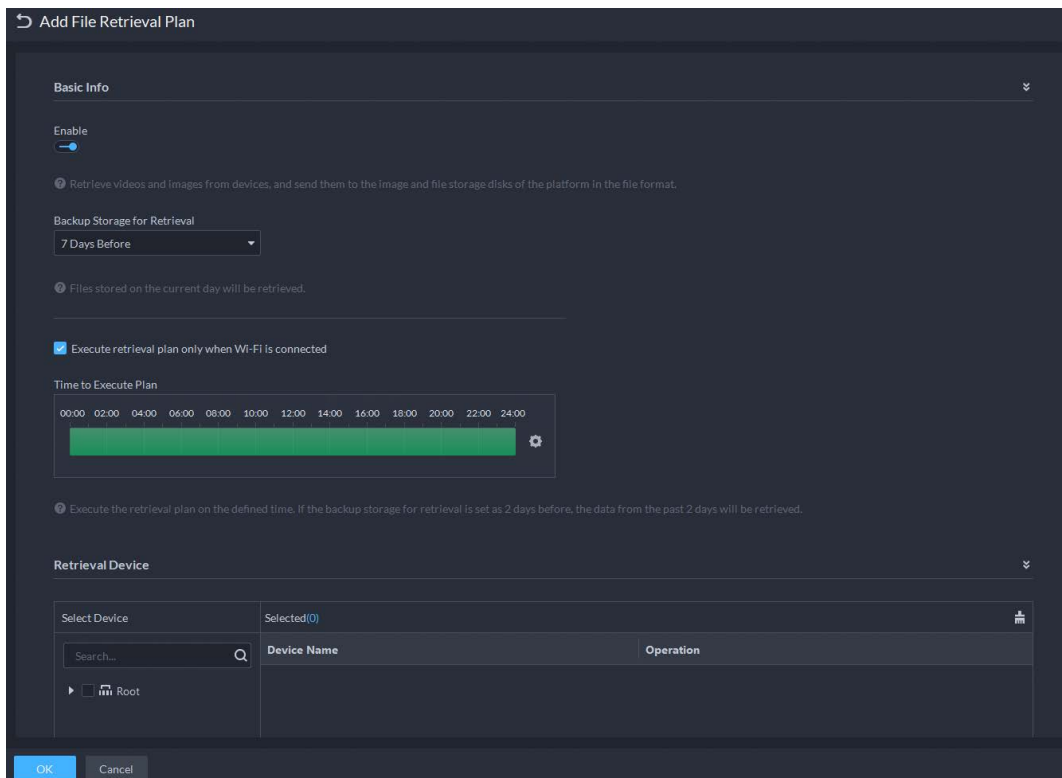 Add File Retrieval Plan
Basic Info
Enable
Retrieve videos and images from devices, and send them to the image and file storage disks of the platform in the file format.
Backup Storage for Retrieval
7 Days Before
Files stored on the current day will be retrieved.
Execute retrieval plan only when Wi-Fi is connected
Time to Execute Plan
00:00 02:00 04:00 06:00 08:00 10:00 12:00 14:00 16:00 18:00 20:00 22:00 24:00
Execute the retrieval plan on the defined time. If the backup storage for retrieval is set as 2 days before, the data from the past 2 days will be retrieved.
Retrieval Device
Select Device Selected(0)
Search... Device Name Operation
Root
OK Cancel